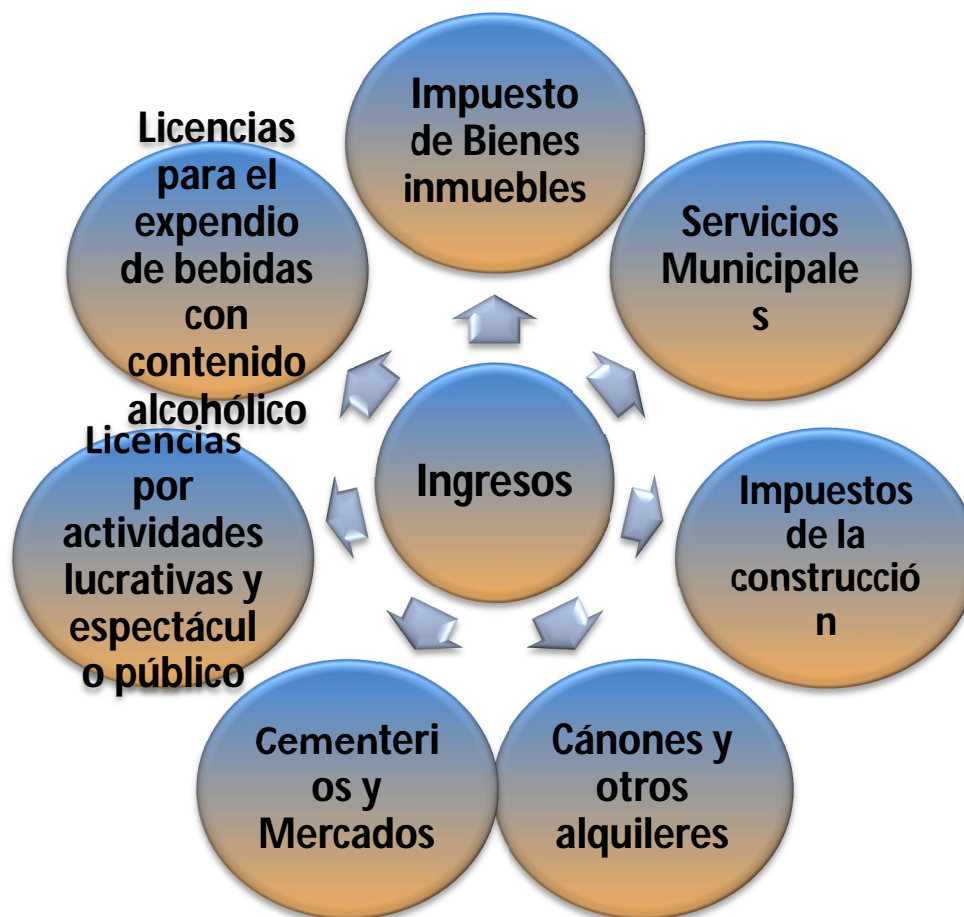 Impuesto
de Bienes
inmuebles
Servicios
Municipale
s
Impuestos
de la
construcció
n
Cánones y
otros
alquileres
Cementeri
os y
Mercados
Licencias
por
actividades
lucrativas y
espectácul
o público
Licencias
para el
expendio
de bebidas
con
contenido
alcohólico
Ingresos